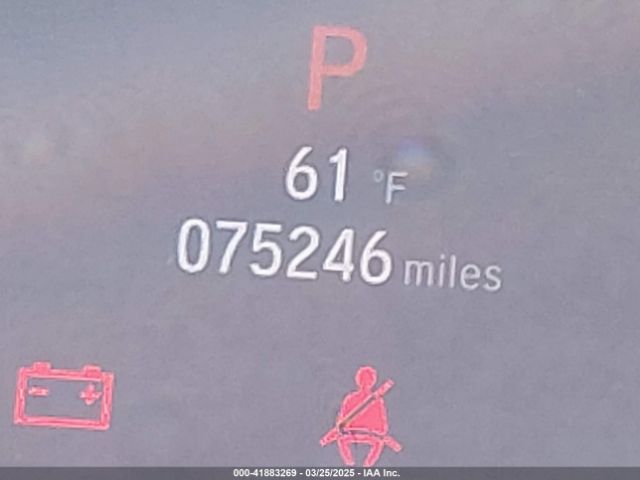 P
61 °F
075246 miles
000-41883269 - 03/25/2025 - IAA Inc.